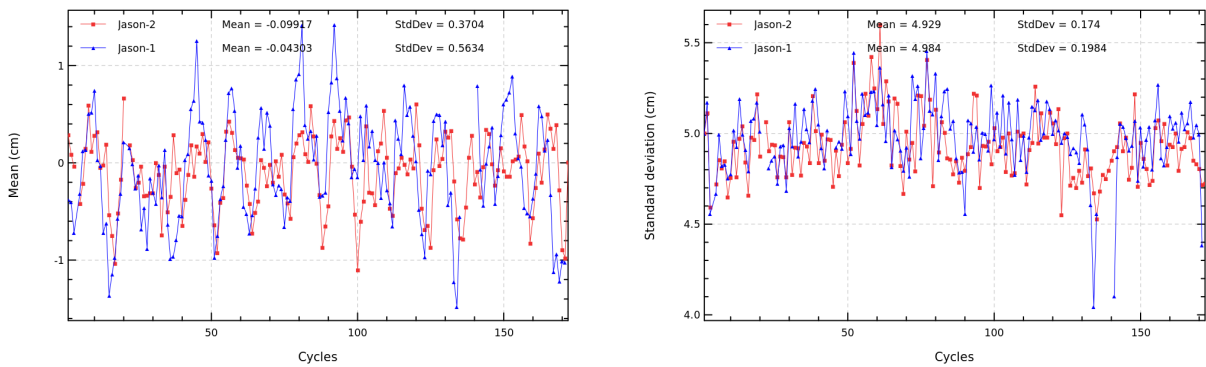 Jason-2 Mean = -0.09917 StdDev = 0.3704
Jason-1 Mean = -0.04303 StdDev = 0.5634
1
0
-1
Mean (cm)
50 100 150
Cycles
Jason-2 Mean = 4.929 StdDev = 0.174
Jason-1 Mean = 4.984 StdDev = 0.1984
5.5
5.0
4.5
4.0
Standard deviation (cm)
50 100 150
Cycles